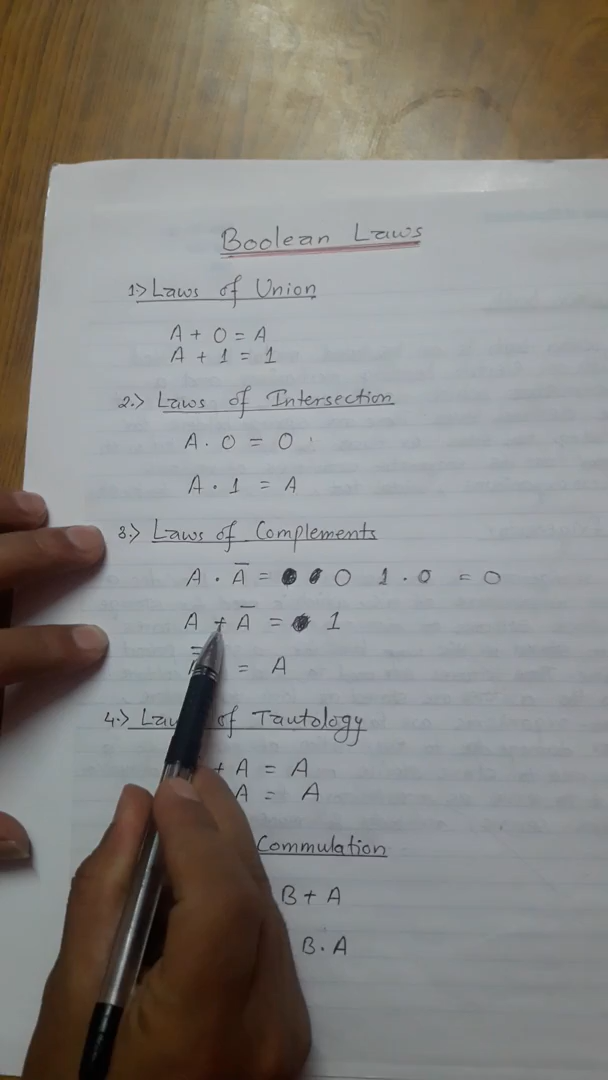 Boolean Laws
1.> Laws of Union
A + 0 = A
A + 1 = 1
2.> Laws of Intersection
A . 0 = 0
A . 1 = A
3.> Laws of Complements
A . A̅ = 0 1 . 0 = 0
A + A̅ = 1
= A
4.> Laws of Tautology
+ A = A
A = A
Commulation
B + A
B . A